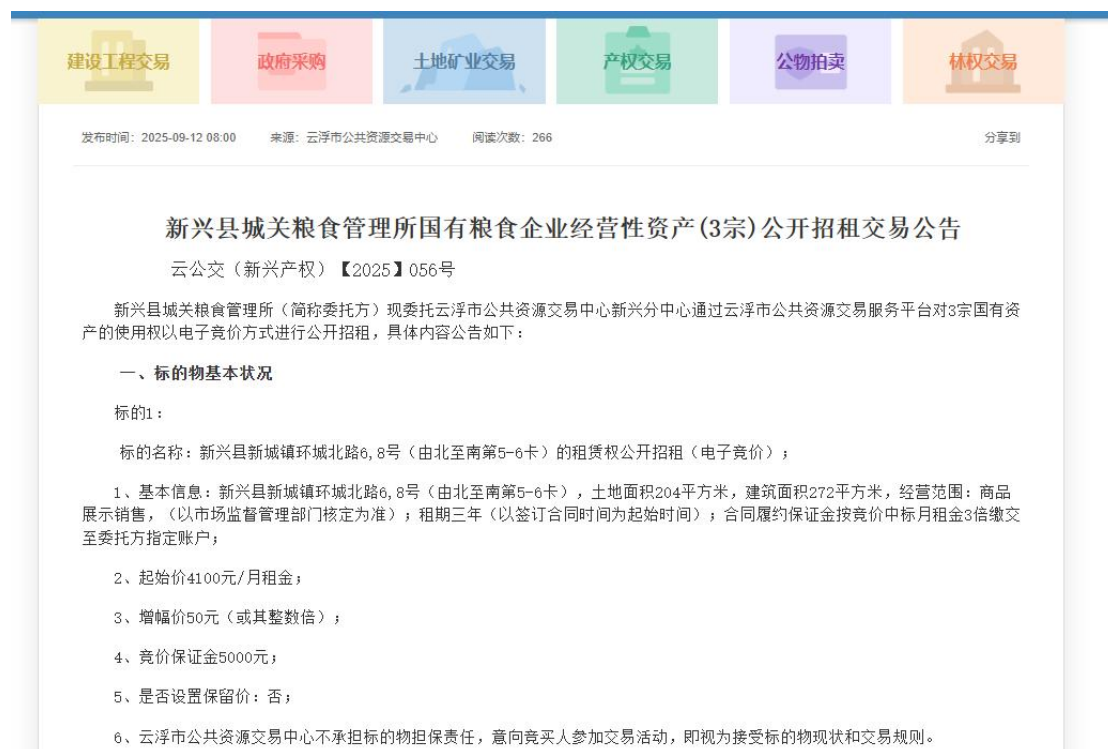 建设工程交易 政府采购 土地矿业交易 产权交易 公物拍卖 林权交易
发布时间：2025-09-12 08:00 来源：云浮市公共资源交易中心 阅读次数：266 分享到
新兴县城关粮食管理所国有粮食企业经营性资产(3宗)公开招租交易公告
云公交（新兴产权）【2025】056号
新兴县城关粮食管理所（简称委托方）现委托云浮市公共资源交易中心新兴分中心通过云浮市公共资源交易服务平台对3宗国有资
产的使用权以电子竞价方式进行公开招租，具体内容公告如下：
一、标的物基本状况
标的1：
标的名称：新兴县新城镇环城北路6,8号（由北至南第5-6卡）的租赁权公开招租（电子竞价）；
1、基本信息：新兴县新城镇环城北路6,8号（由北至南第5-6卡），土地面积204平方米，建筑面积272平方米，经营范围：商品
展示销售，（以市场监督管理部门核定为准）；租期三年（以签订合同时间为起始时间）；合同履约保证金按竞价中标月租金3倍缴交
至委托方指定账户；
2、起始价4100元/月租金；
3、增幅价50元（或其整数倍）；
4、竞价保证金5000元；
5、是否设置保留价：否；
6、云浮市公共资源交易中心不承担标的物担保责任，意向竞买人参加交易活动，即视为接受标的物现状和交易规则。